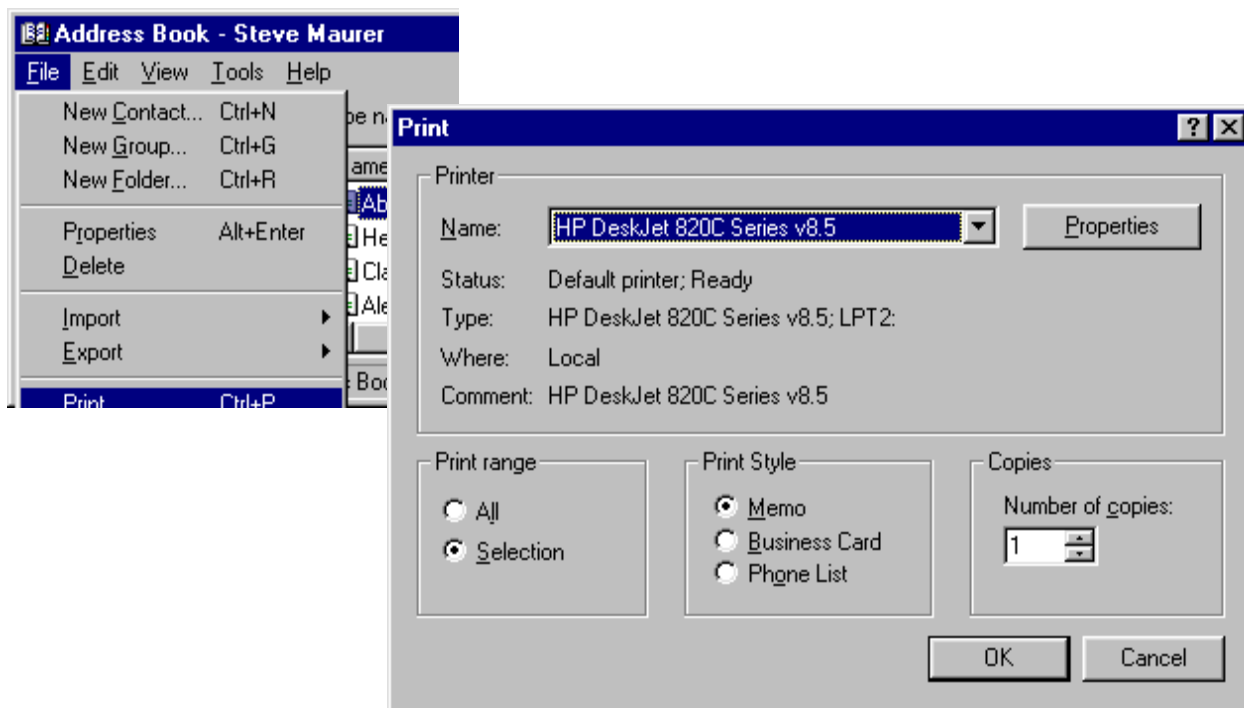 Address Book - Steve Maurer
File Edit View Tools Help
New Contact... Ctrl+N
New Group... Ctrl+G
New Folder... Ctrl+R
Properties Alt+Enter
Delete
Import
Export
Print Ctrl+P
Print
Printer
Name: HP DeskJet 820C Series v8.5 Properties
Status: Default printer; Ready
Type: HP DeskJet 820C Series v8.5; LPT2:
Where: Local
Comment: HP DeskJet 820C Series v8.5
Print range
All
Selection
Print Style
Memo
Business Card
Phone List
Copies
Number of copies:
1
OK Cancel